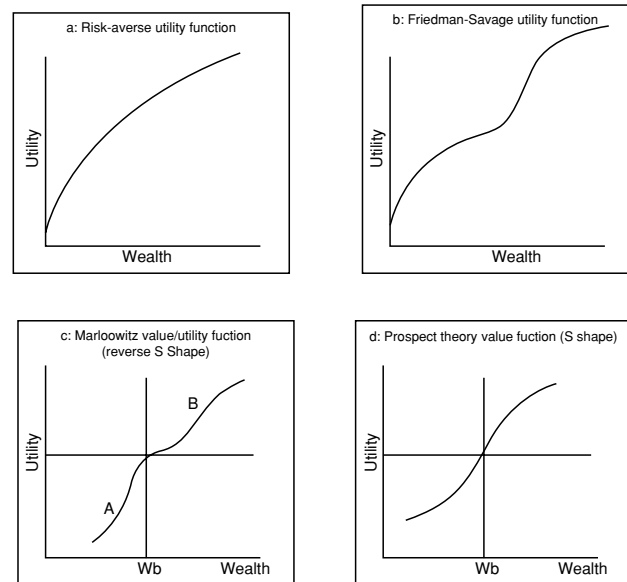 a: Risk-averse utility function
Utility
Wealth
b: Friedman-Savage utility function
Utility
Wealth
c: Marloowitz value/utility fuction
(reverse S Shape)
Utility
B
A
Wb
Wealth
d: Prospect theory value fuction (S shape)
Utility
Wb
Wealth